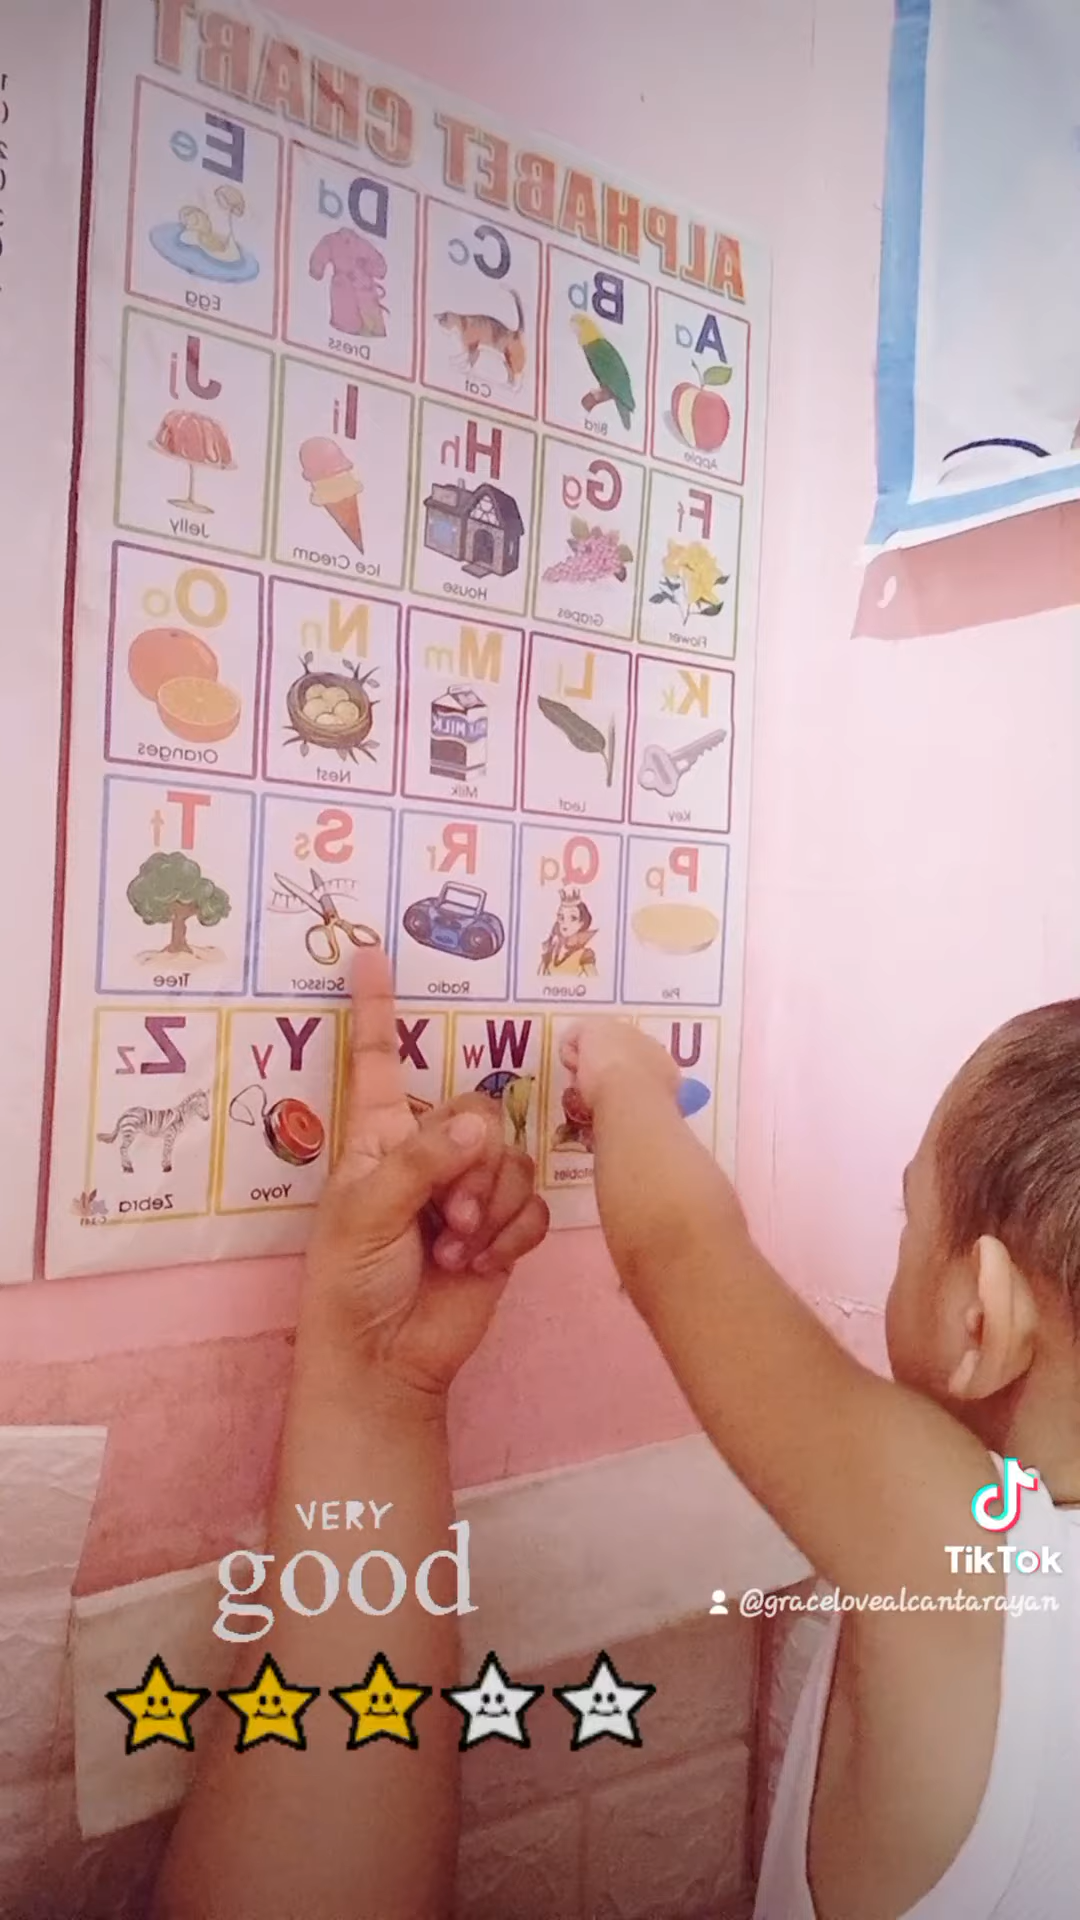 ALPHABET CHART
Aa
Apple
Bb
Bird
Cc
Cat
Dd
Dress
Ee
Egg
Ff
Flower
Gg
Grapes
Hh
House
Ii
Ice Cream
Jj
Jelly
Kk
Key
Ll
Leaf
Mm
MILK
Milk
Nn
Nest
Oo
Oranges
Pp
Pie
Qq
Queen
Rr
Radio
Ss
Scissor
Tt
Tree
U
Ww
X
Yy
Yoyo
Zz
Zebra
VERY
good
TikTok
@gracelovealcantarayan